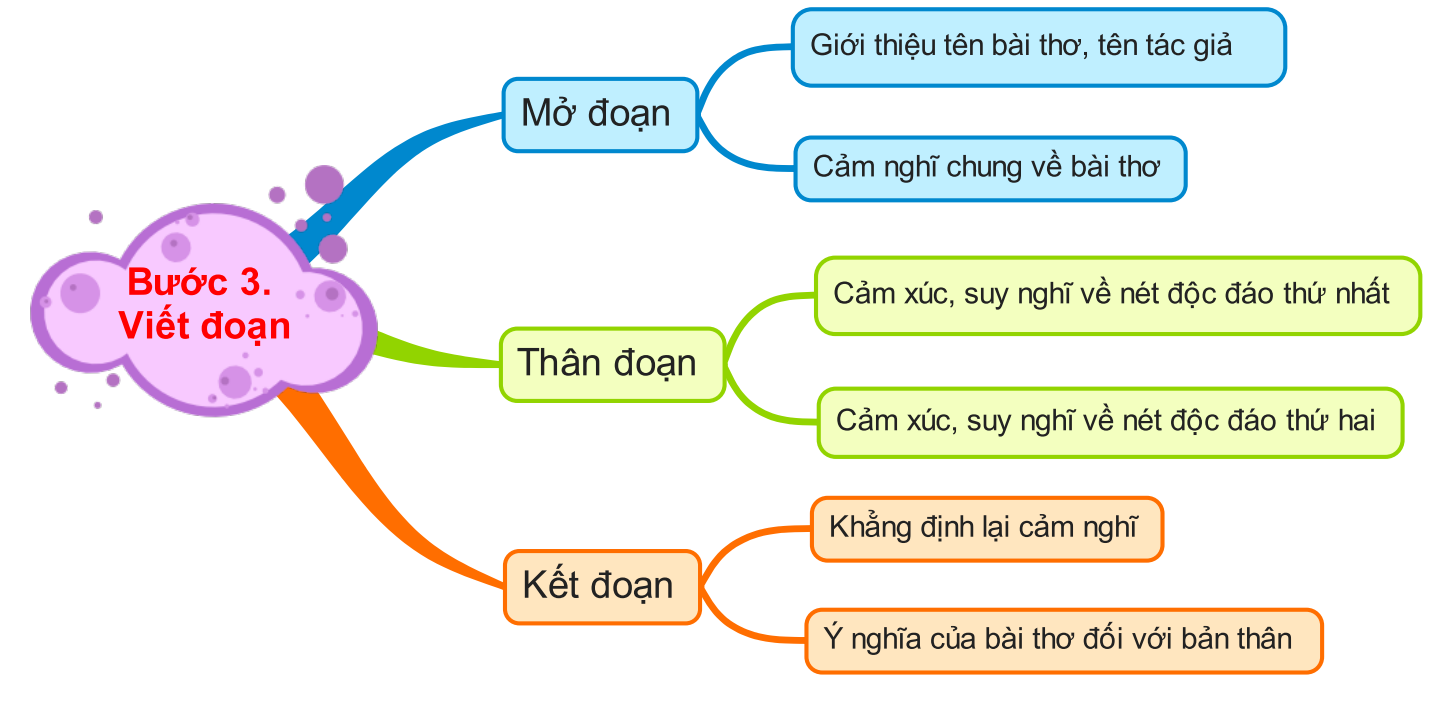 Bước 3.
Viết đoạn
Mở đoạn
Giới thiệu tên bài thơ, tên tác giả
Cảm nghĩ chung về bài thơ
Thân đoạn
Cảm xúc, suy nghĩ về nét độc đáo thứ nhất
Cảm xúc, suy nghĩ về nét độc đáo thứ hai
Kết đoạn
Khẳng định lại cảm nghĩ
Ý nghĩa của bài thơ đối với bản thân